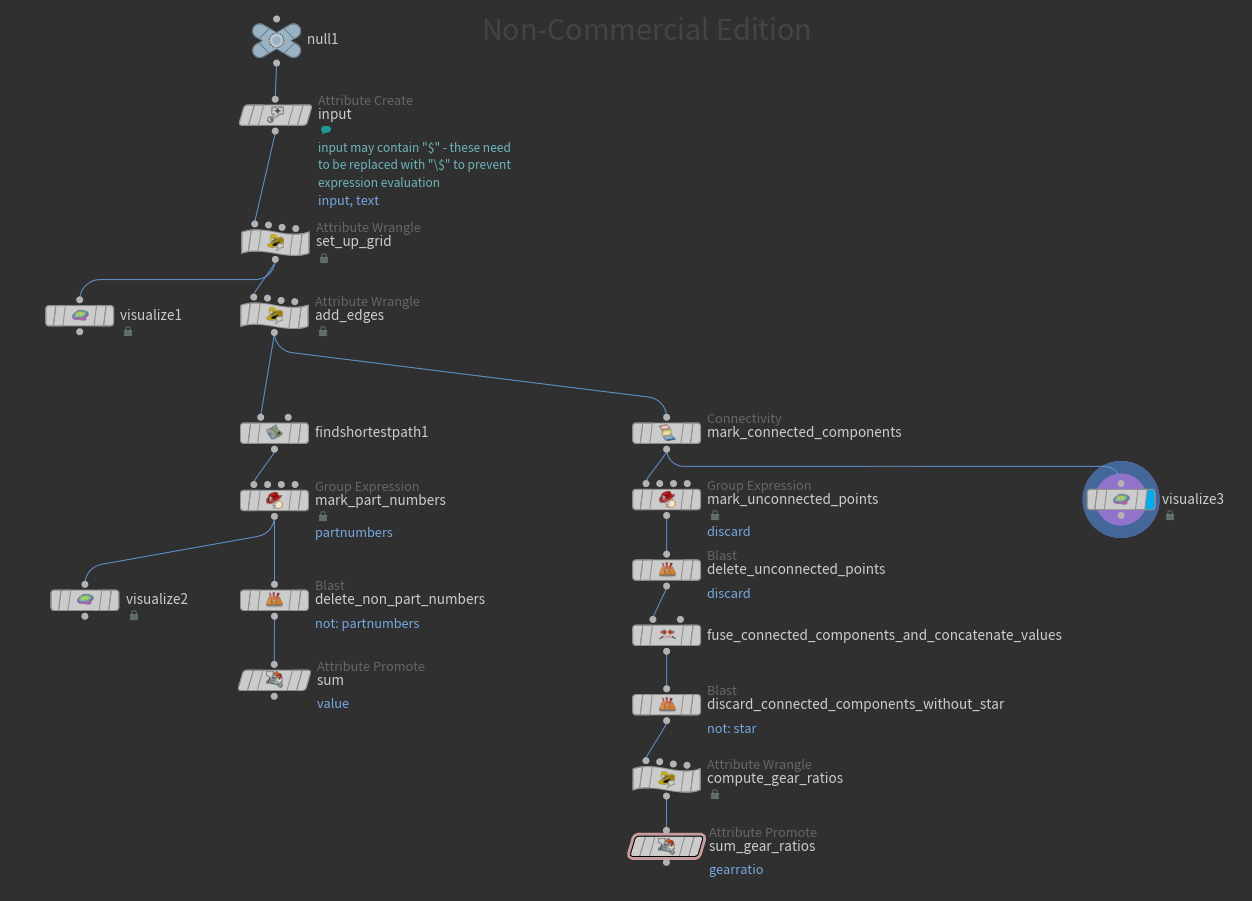 Non-Commercial Edition
null1
Attribute Create
input
input may contain "$" - these need
to be replaced with "\$" to prevent
expression evaluation
input, text
Attribute Wrangle
set_up_grid
visualize1
Attribute Wrangle
add_edges
findshortestpath1
Group Expression
mark_part_numbers
partnumbers
visualize2
Blast
delete_non_part_numbers
not: partnumbers
Attribute Promote
sum
value
Connectivity
mark_connected_components
Group Expression
mark_unconnected_points
discard
visualize3
Blast
delete_unconnected_points
discard
fuse_connected_components_and_concatenate_values
Blast
discard_connected_components_without_star
not: star
Attribute Wrangle
compute_gear_ratios
Attribute Promote
sum_gear_ratios
gearratio